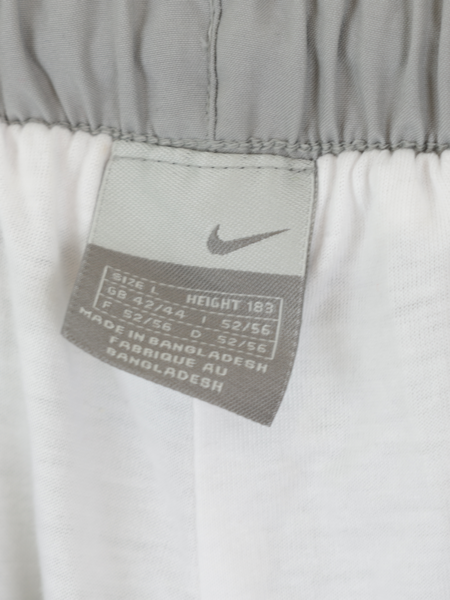 SIZE L HEIGHT 183
GB 42/44 I 52/56
F 52/56 D 52/56
MADE IN BANGLADESH
FABRIQUE AU
BANGLADESH